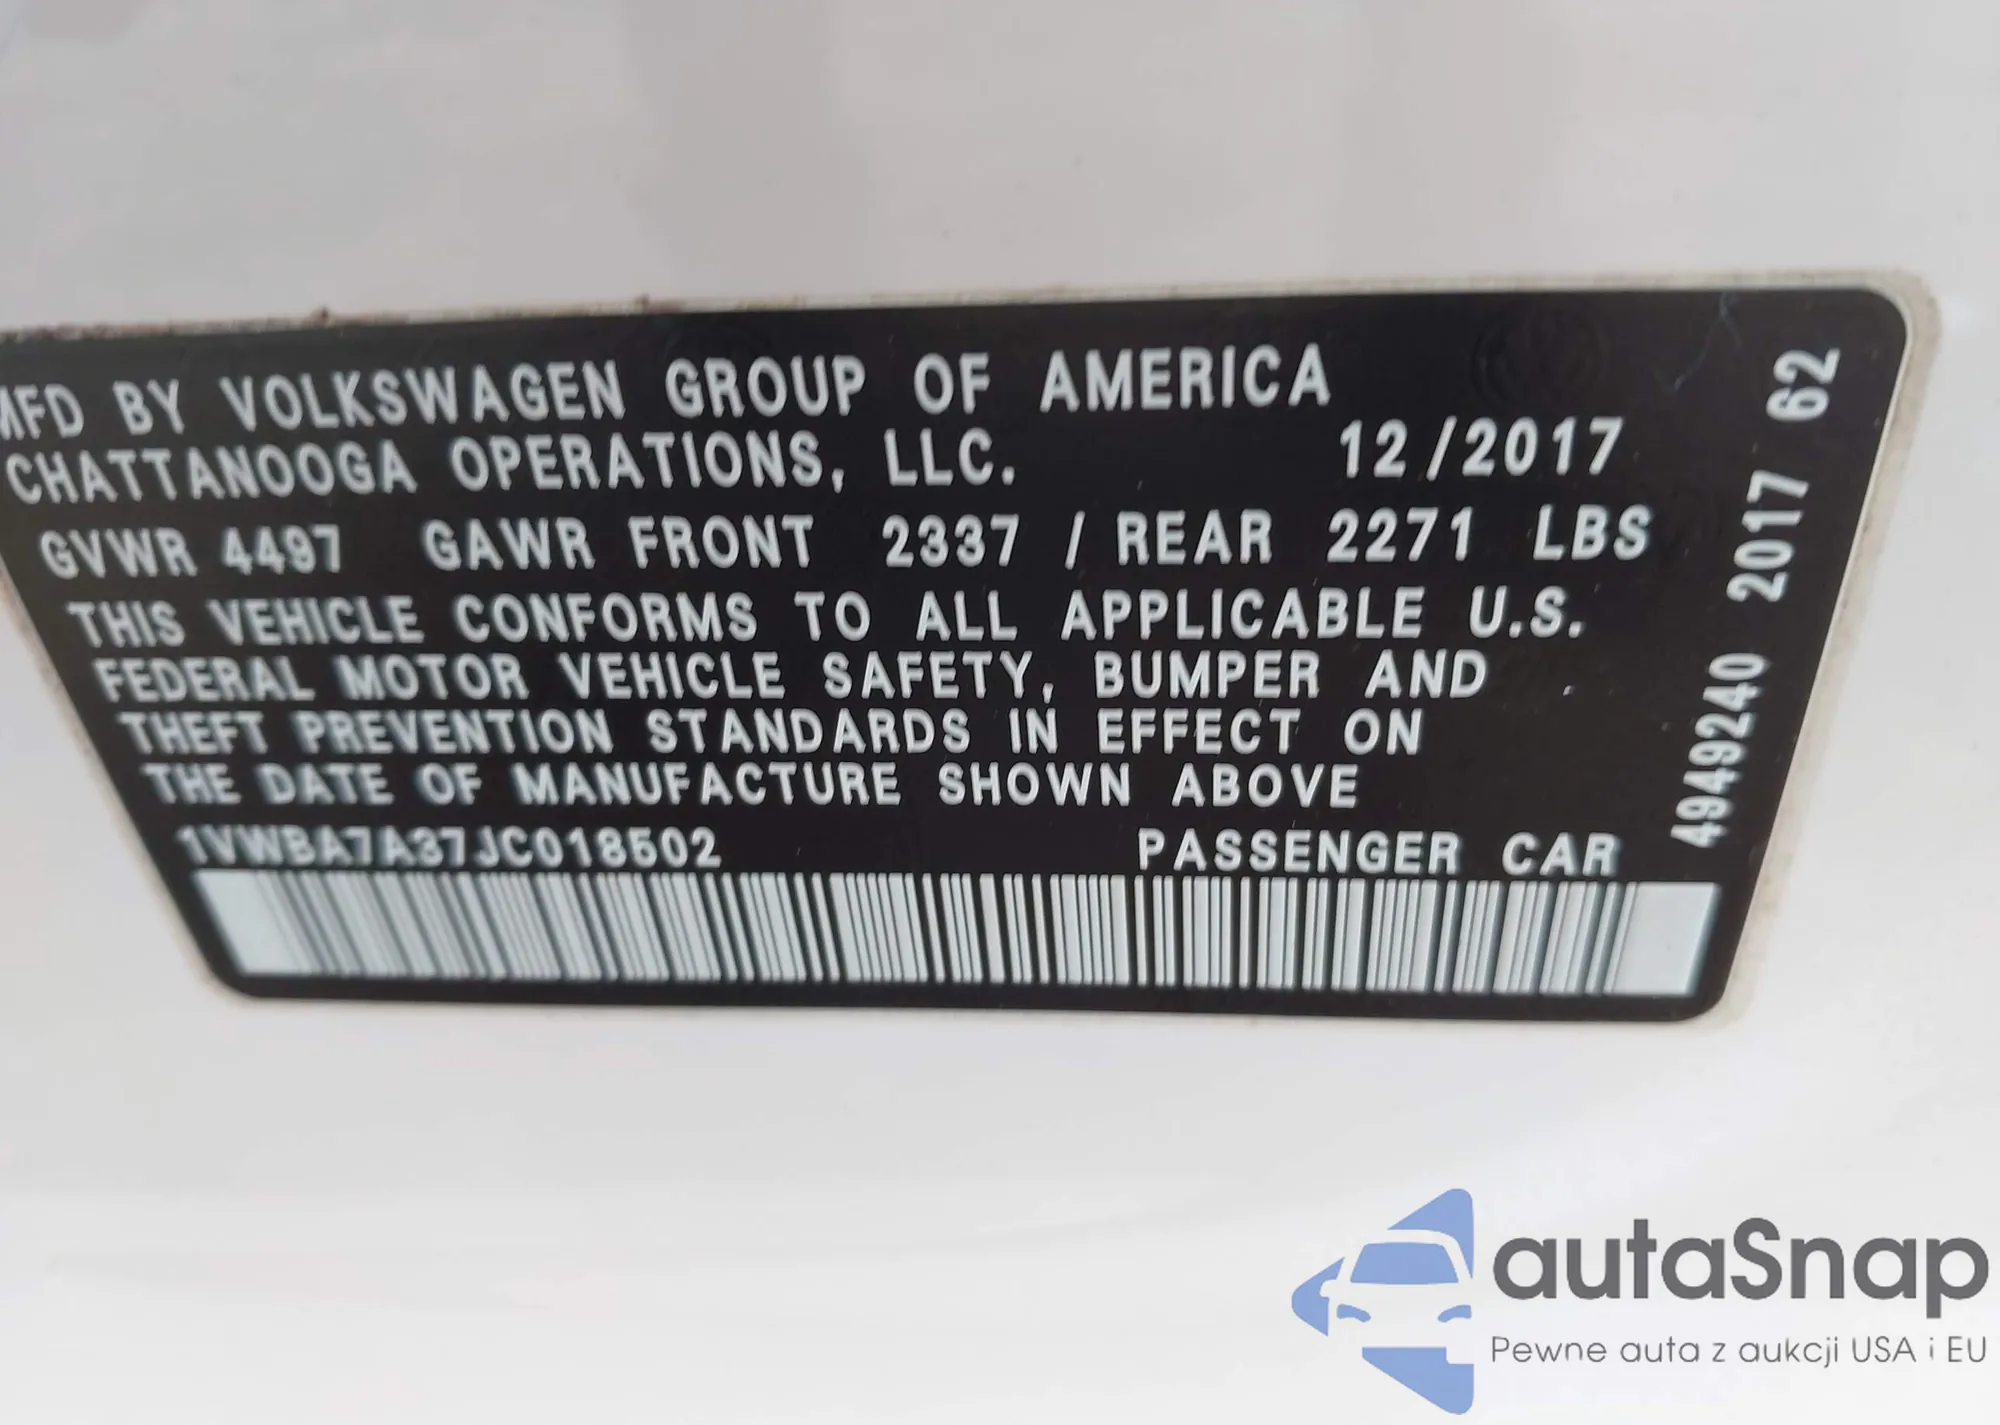 MFD BY VOLKSWAGEN GROUP OF AMERICA
CHATTANOOGA OPERATIONS, LLC. 12/2017
GVWR 4497 GAWR FRONT 2337 / REAR 2271 LBS
THIS VEHICLE CONFORMS TO ALL APPLICABLE U.S.
FEDERAL MOTOR VEHICLE SAFETY, BUMPER AND
THEFT PREVENTION STANDARDS IN EFFECT ON
THE DATE OF MANUFACTURE SHOWN ABOVE
1VWBA7A37JC018502 PASSENGER CAR
4949240 2017 62
autaSnap
Pewne auta z aukcji USA i EU